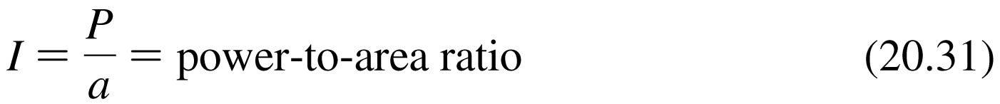 I = P/a = power-to-area ratio (20.31)